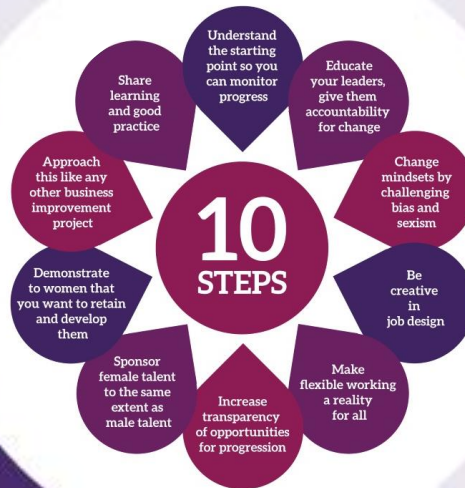 Understand
the starting
point so you
can monitor
progress
Educate
your leaders,
give them
accountability
for change
Change
mindsets by
challenging
bias and
sexism
Be
creative
in
job design
Make
flexible working
a reality
for all
Increase
transparency
of opportunities
for progression
Sponsor
female talent
to the same
extent as
male talent
Demonstrate
to women that
you want to retain
and develop
them
Approach
this like any
other business
improvement
project
Share
learning
and good
practice
10
STEPS